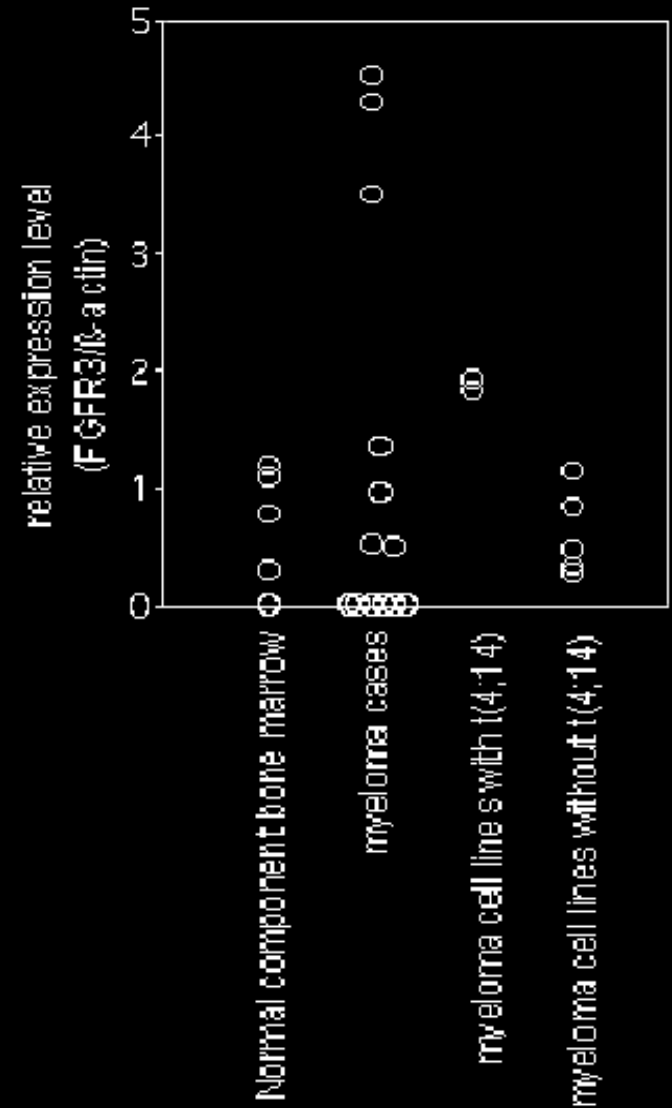 relative expression level
(FGFR3/ß-actin)
5
4
3
2
1
0
Normal component bone marrow
myeloma cases
myeloma cell lines with t(4;14)
myeloma cell lines without t(4;14)